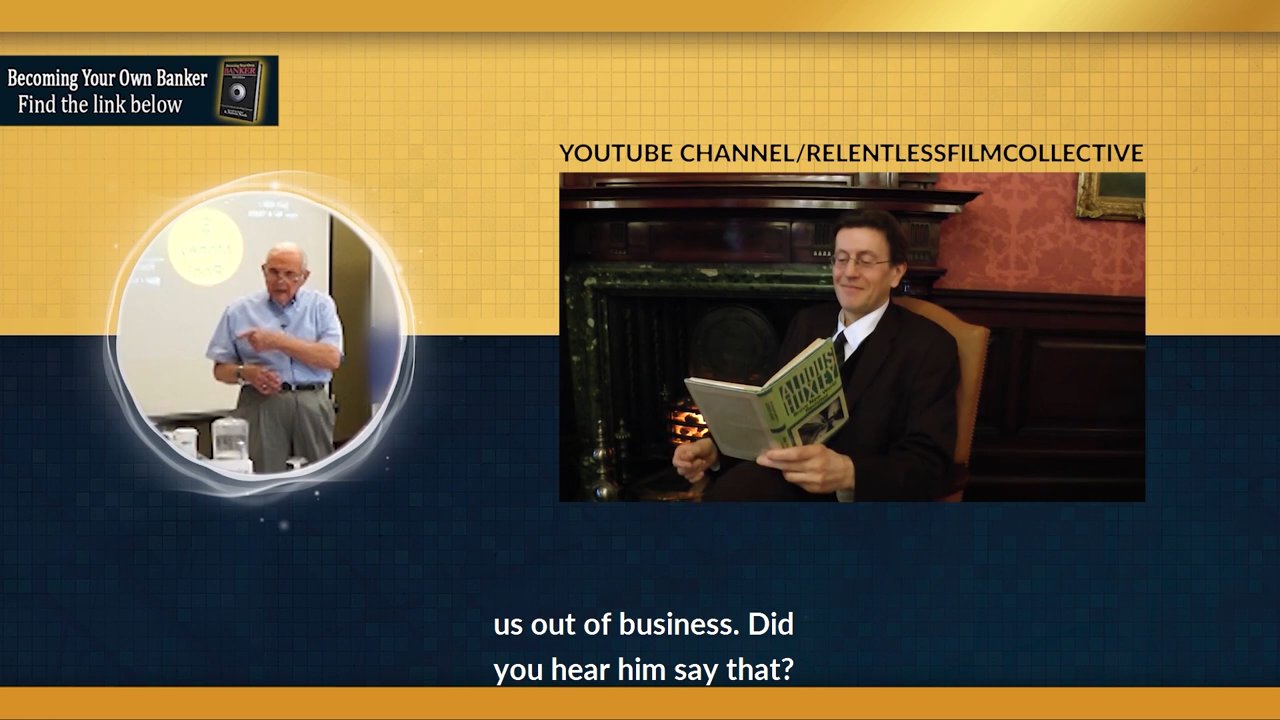 Becoming Your Own Banker
Find the link below
BANKER
YOUTUBE CHANNEL/RELENTLESSFILMCOLLECTIVE
ALDOUS
HUXLEY
us out of business. Did
you hear him say that?